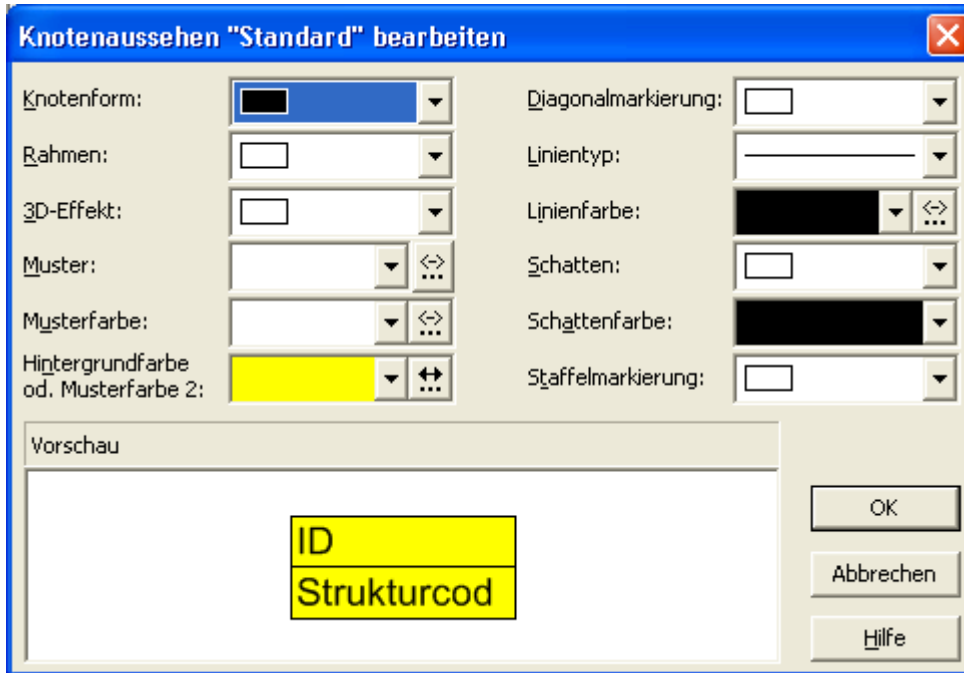 Knotenaussehen "Standard" bearbeiten
Knotenform:
Rahmen:
3D-Effekt:
Muster:
Musterfarbe:
Hintergrundfarbe
od. Musterfarbe 2:
Diagonalmarkierung:
Linientyp:
Linienfarbe:
Schatten:
Schattenfarbe:
Staffelmarkierung:
Vorschau
ID
Strukturcod
OK
Abbrechen
Hilfe